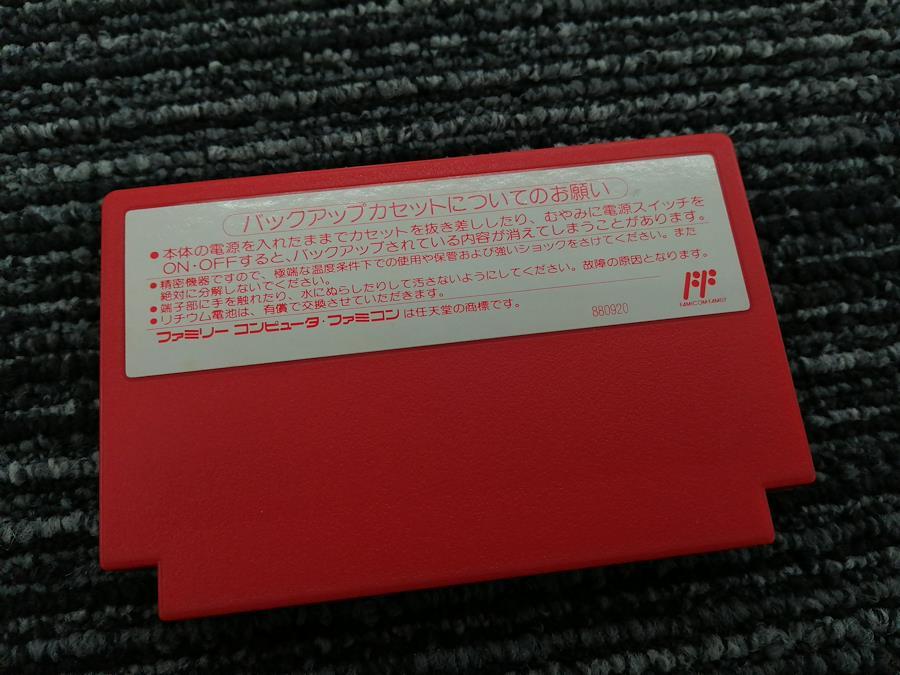 バックアップカセットについてのお願い
●本体の電源を入れたままでカセットを抜き差ししたり、むやみに電源スイッチを
ON・OFFすると、バックアップされている内容が消えてしまうことがあります。
●精密機器ですので、極端な温度条件下での使用や保管および強いショックをさけてください。また
絶対に分解しないでください。
●端子部に手を触れたり、水にぬらしたりして汚さないようにしてください。故障の原因となります。
●リチウム電池は、有償で交換させていただきます。
ファミリー コンピュータ・ファミコン は任天堂の商標です。
880920
FAMICOM FAMILY